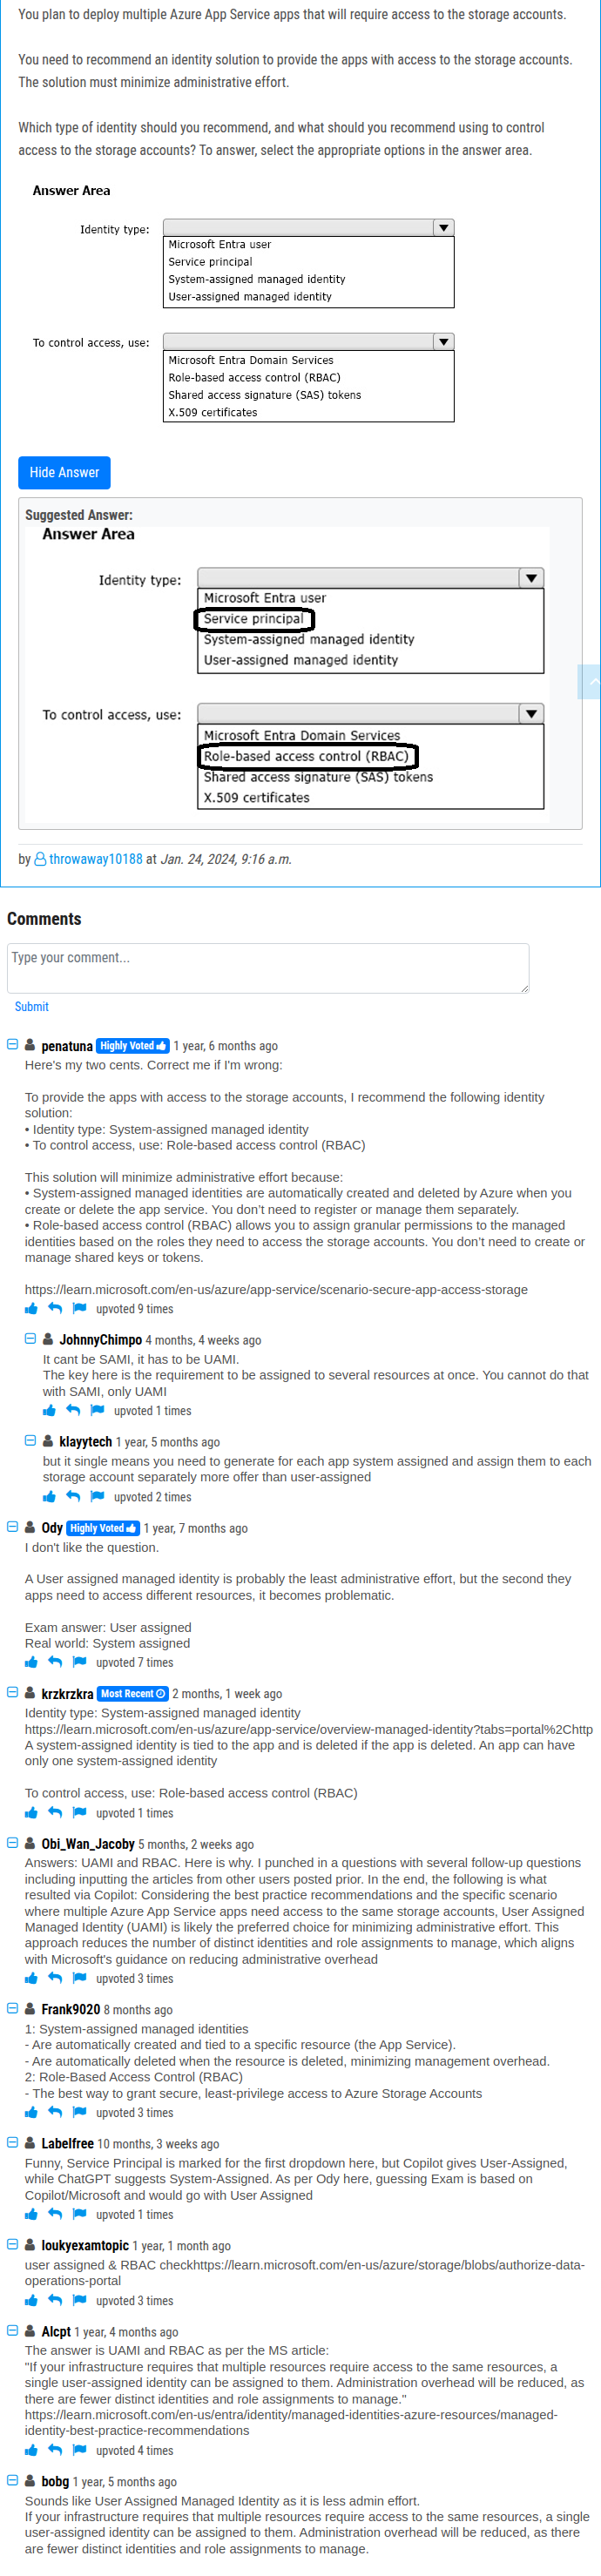 You plan to deploy multiple Azure App Service apps that will require access to the storage accounts.
You need to recommend an identity solution to provide the apps with access to the storage accounts.
The solution must minimize administrative effort.
Which type of identity should you recommend, and what should you recommend using to control
access to the storage accounts? To answer, select the appropriate options in the answer area.
Answer Area
Identity type:
Microsoft Entra user
Service principal
System-assigned managed identity
User-assigned managed identity
To control access, use:
Microsoft Entra Domain Services
Role-based access control (RBAC)
Shared access signature (SAS) tokens
X.509 certificates
Hide Answer
Suggested Answer:
Answer Area
Identity type:
Microsoft Entra user
Service principal
System-assigned managed identity
User-assigned managed identity
To control access, use:
Microsoft Entra Domain Services
Role-based access control (RBAC)
Shared access signature (SAS) tokens
X.509 certificates
by throwaway10188 at Jan. 24, 2024, 9:16 a.m.
Comments
Type your comment...
Submit
penatuna Highly Voted 1 year, 6 months ago
Here's my two cents. Correct me if I'm wrong:
To provide the apps with access to the storage accounts, I recommend the following identity
solution:
• Identity type: System-assigned managed identity
• To control access, use: Role-based access control (RBAC)
This solution will minimize administrative effort because:
• System-assigned managed identities are automatically created and deleted by Azure when you
create or delete the app service. You don’t need to register or manage them separately.
• Role-based access control (RBAC) allows you to assign granular permissions to the managed
identities based on the roles they need to access the storage accounts. You don’t need to create or
manage shared keys or tokens.
https://learn.microsoft.com/en-us/azure/app-service/scenario-secure-app-access-storage
upvoted 9 times
JohnnyChimpo 4 months, 4 weeks ago
It cant be SAMI, it has to be UAMI.
The key here is the requirement to be assigned to several resources at once. You cannot do that
with SAMI, only UAMI
upvoted 1 times
klayytech 1 year, 5 months ago
but it single means you need to generate for each app system assigned and assign them to each
storage account separately more offer than user-assigned
upvoted 2 times
Ody Highly Voted 1 year, 7 months ago
I don't like the question.
A User assigned managed identity is probably the least administrative effort, but the second they
apps need to access different resources, it becomes problematic.
Exam answer: User assigned
Real world: System assigned
upvoted 7 times
krzkrzkra Most Recent 2 months, 1 week ago
Identity type: System-assigned managed identity
https://learn.microsoft.com/en-us/azure/app-service/overview-managed-identity?tabs=portal%2Chttp
A system-assigned identity is tied to the app and is deleted if the app is deleted. An app can have
only one system-assigned identity
To control access, use: Role-based access control (RBAC)
upvoted 1 times
Obi_Wan_Jacoby 5 months, 2 weeks ago
Answers: UAMI and RBAC. Here is why. I punched in a questions with several follow-up questions
including inputting the articles from other users posted prior. In the end, the following is what
resulted via Copilot: Considering the best practice recommendations and the specific scenario
where multiple Azure App Service apps need access to the same storage accounts, User Assigned
Managed Identity (UAMI) is likely the preferred choice for minimizing administrative effort. This
approach reduces the number of distinct identities and role assignments to manage, which aligns
with Microsoft's guidance on reducing administrative overhead
upvoted 3 times
Frank9020 8 months ago
1: System-assigned managed identities
- Are automatically created and tied to a specific resource (the App Service).
- Are automatically deleted when the resource is deleted, minimizing management overhead.
2: Role-Based Access Control (RBAC)
- The best way to grant secure, least-privilege access to Azure Storage Accounts
upvoted 3 times
Labelfree 10 months, 3 weeks ago
Funny, Service Principal is marked for the first dropdown here, but Copilot gives User-Assigned,
while ChatGPT suggests System-Assigned. As per Ody here, guessing Exam is based on
Copilot/Microsoft and would go with User Assigned
upvoted 1 times
loukyexamtopic 1 year, 1 month ago
user assigned & RBAC checkhttps://learn.microsoft.com/en-us/azure/storage/blobs/authorize-data-
operations-portal
upvoted 3 times
Alcpt 1 year, 4 months ago
The answer is UAMI and RBAC as per the MS article:
"If your infrastructure requires that multiple resources require access to the same resources, a
single user-assigned identity can be assigned to them. Administration overhead will be reduced, as
there are fewer distinct identities and role assignments to manage."
https://learn.microsoft.com/en-us/entra/identity/managed-identities-azure-resources/managed-
identity-best-practice-recommendations
upvoted 4 times
bobg 1 year, 5 months ago
Sounds like User Assigned Managed Identity as it is less admin effort.
If your infrastructure requires that multiple resources require access to the same resources, a single
user-assigned identity can be assigned to them. Administration overhead will be reduced, as there
are fewer distinct identities and role assignments to manage.